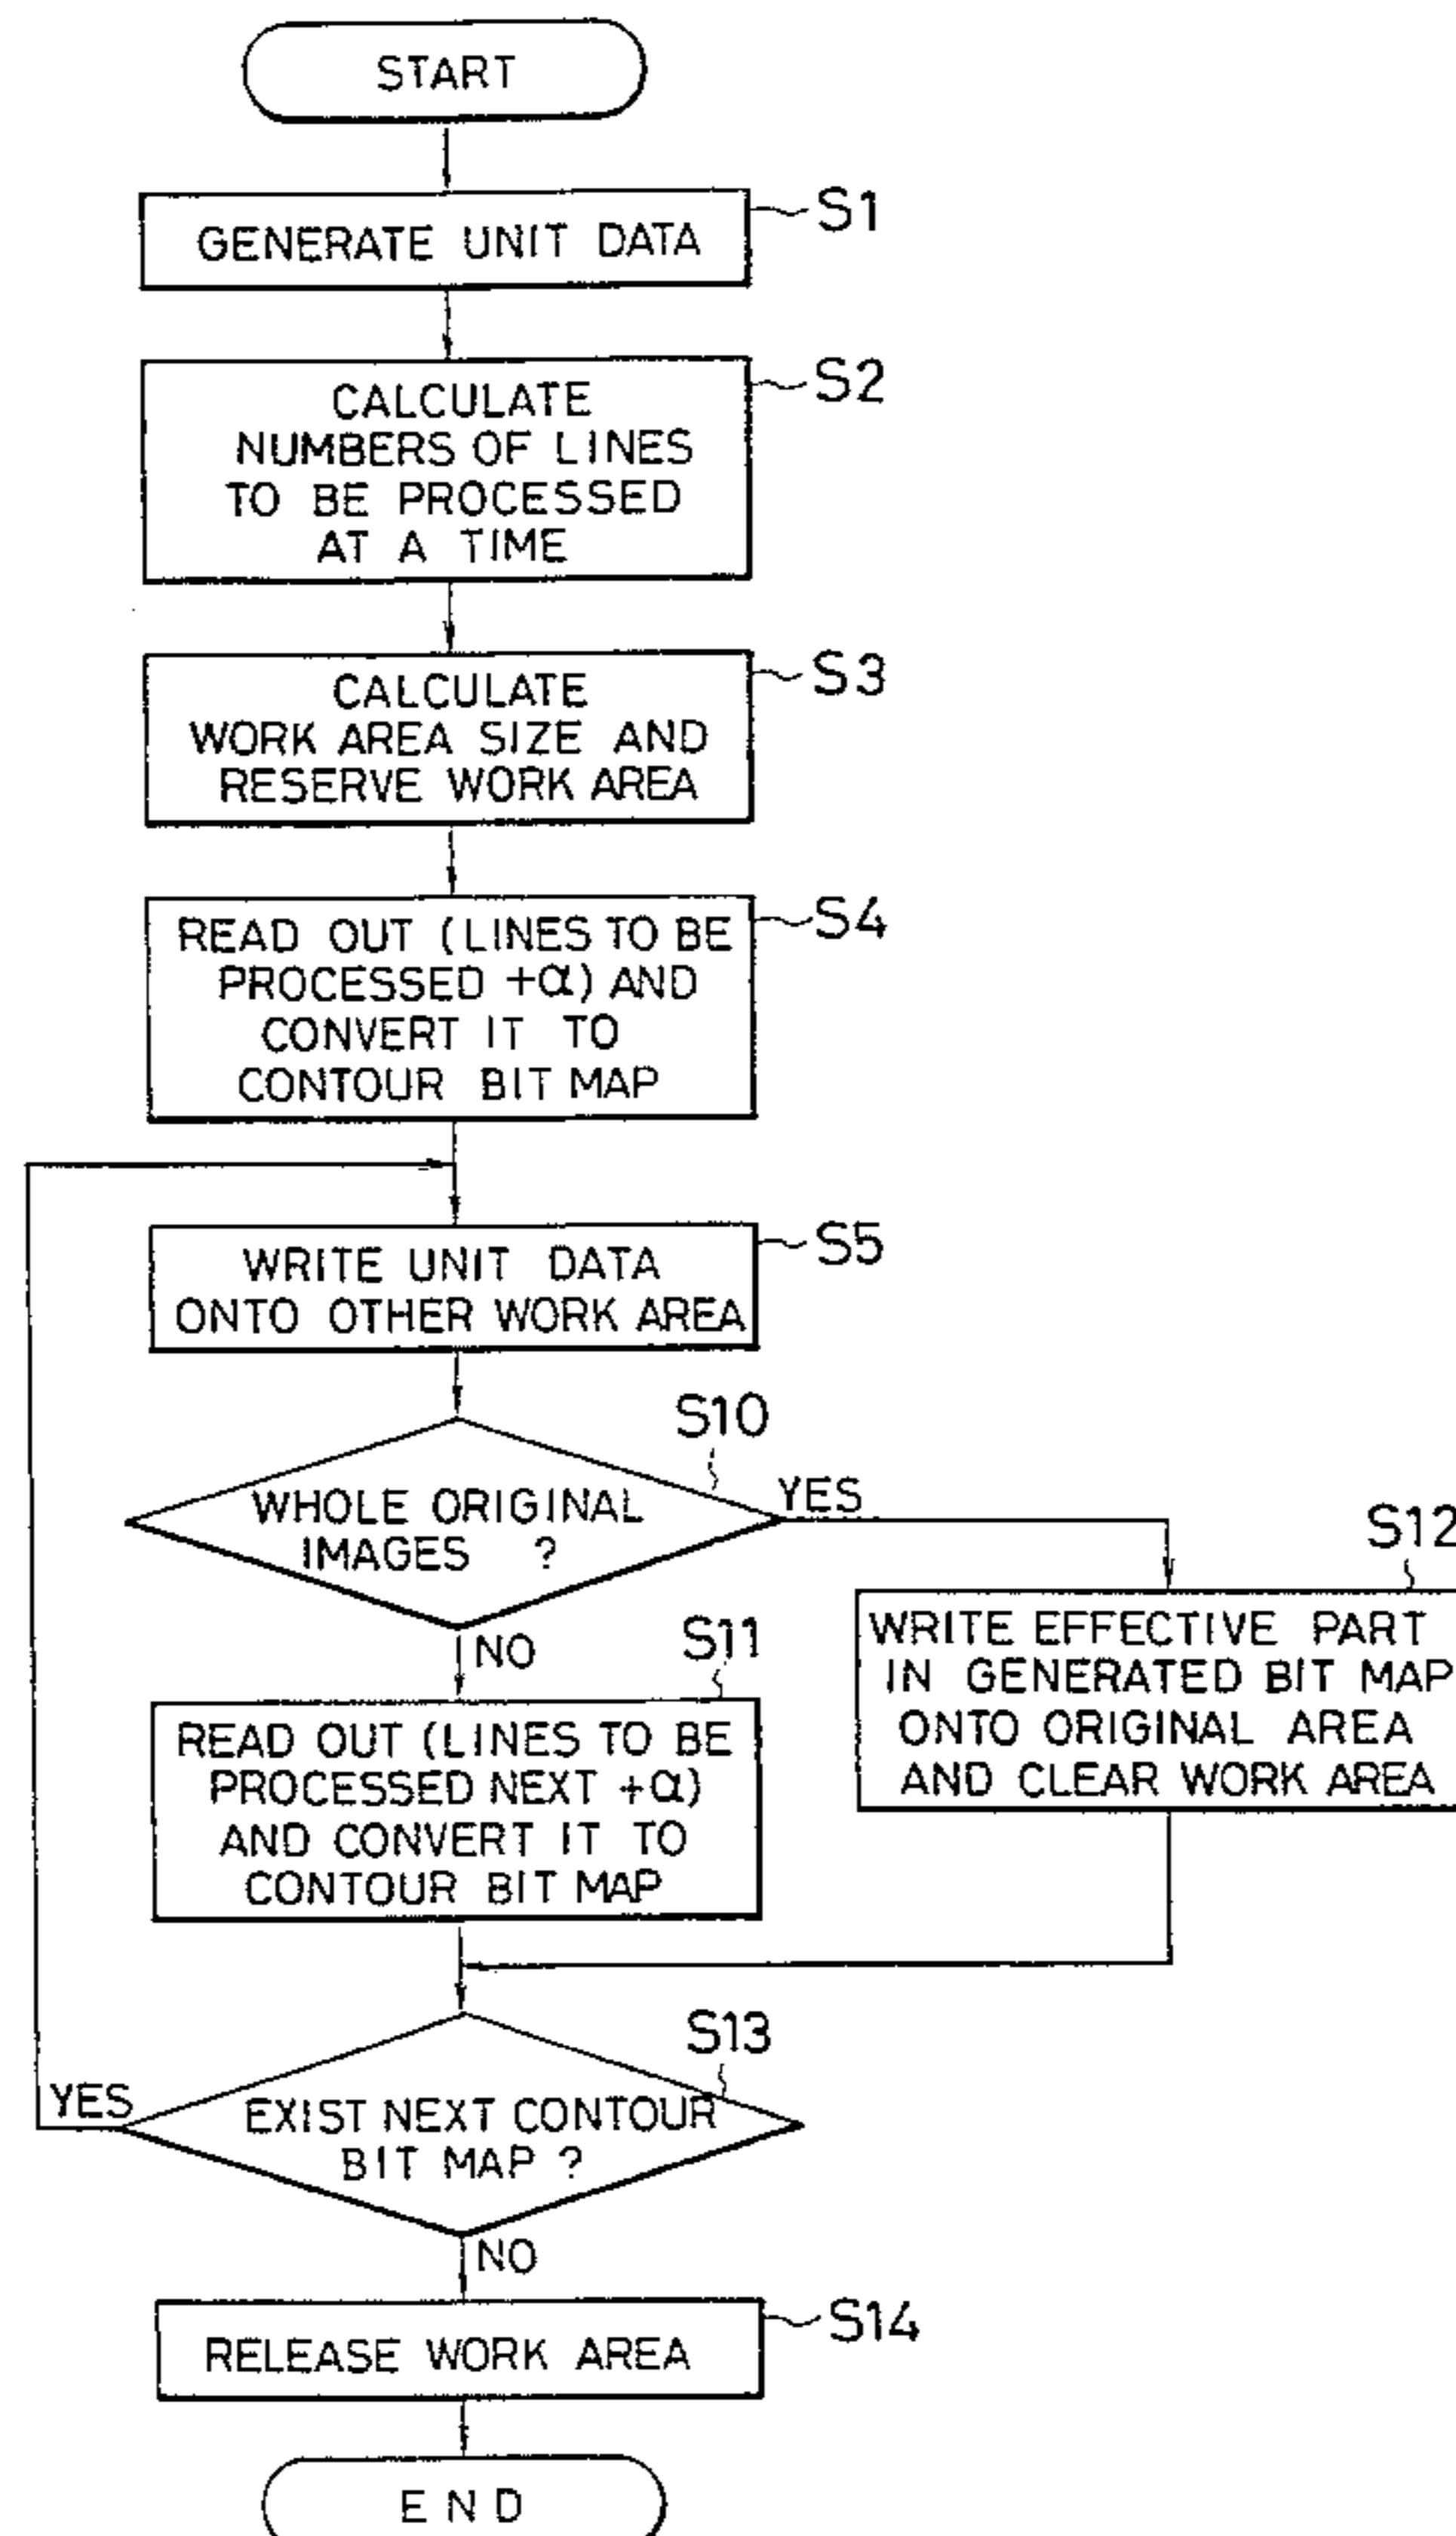 START
GENERATE UNIT DATA
S1
CALCULATE
NUMBERS OF LINES
TO BE PROCESSED
AT A TIME
S2
CALCULATE
WORK AREA SIZE AND
RESERVE WORK AREA
S3
READ OUT (LINES TO BE
PROCESSED +α) AND
CONVERT IT TO
CONTOUR BIT MAP
S4
WRITE UNIT DATA
ONTO OTHER WORK AREA
S5
S10
WHOLE ORIGINAL
IMAGES ?
YES
NO
S12
WRITE EFFECTIVE PART
IN GENERATED BIT MAP
ONTO ORIGINAL AREA
AND CLEAR WORK AREA
S11
READ OUT (LINES TO BE
PROCESSED NEXT +α)
AND CONVERT IT TO
CONTOUR BIT MAP
S13
EXIST NEXT CONTOUR
BIT MAP ?
YES
NO
RELEASE WORK AREA
S14
END